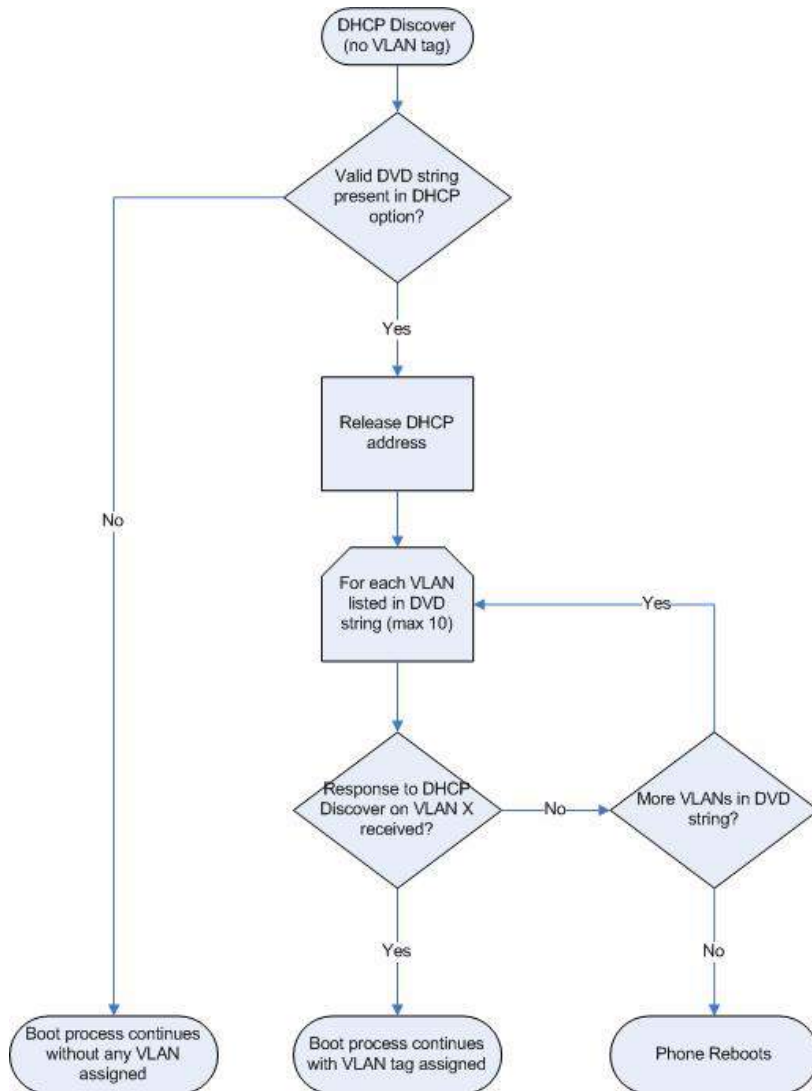 DHCP Discover
(no VLAN tag)
Valid DVD string
present in DHCP
option?
Yes
Release DHCP
address
No
For each VLAN
listed in DVD
string (max 10)
Yes
Response to DHCP
Discover on VLAN X
received?
No
More VLANs in DVD
string?
Yes
No
Boot process continues
without any VLAN
assigned
Boot process continues
with VLAN tag assigned
Phone Reboots